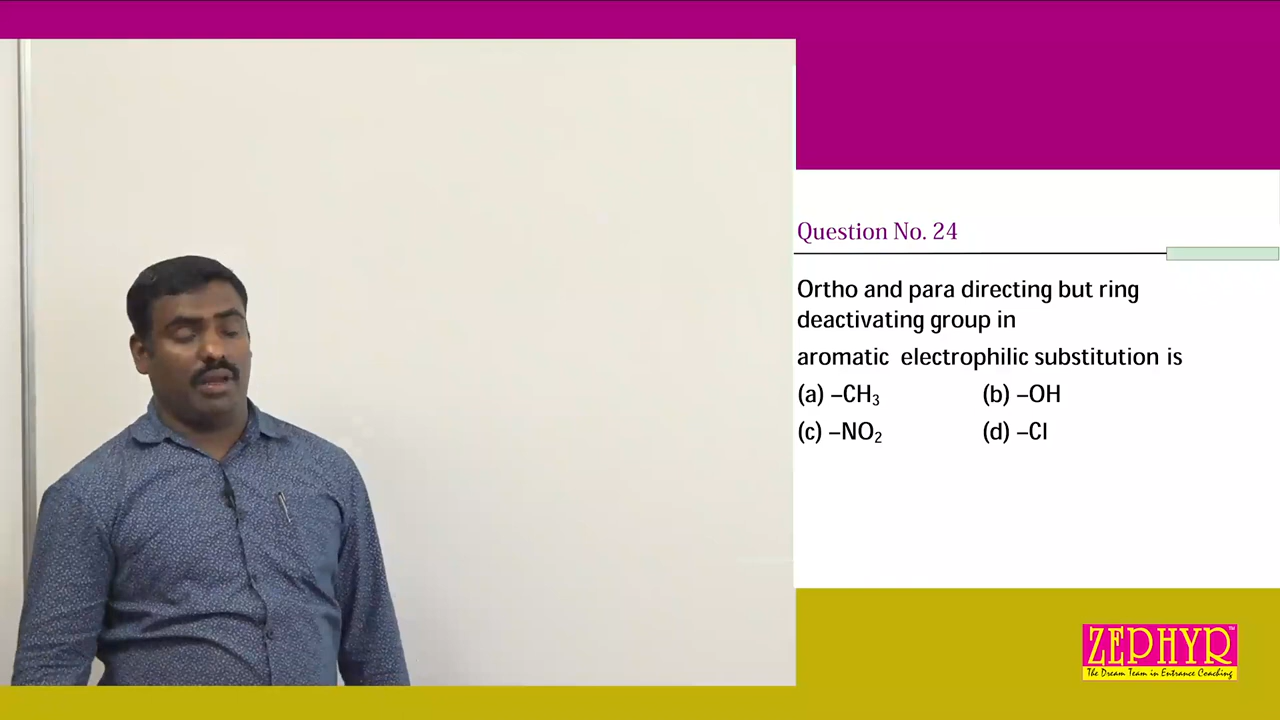 Question No. 24
Ortho and para directing but ring
deactivating group in
aromatic electrophilic substitution is
(a) –CH₃ (b) –OH
(c) –NO₂ (d) –Cl
ZEPHYR™
The Dream Team in Entrance Coaching